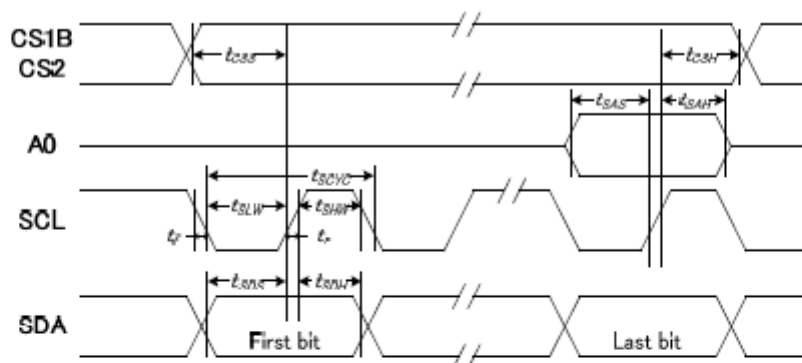 CS1B
CS2
tCSS
tCSH
tSAS
tSAH
A0
tSCYC
SCL
tSLW
tSHW
tf
tr
tSDS
tSDH
SDA
First bit
Last bit